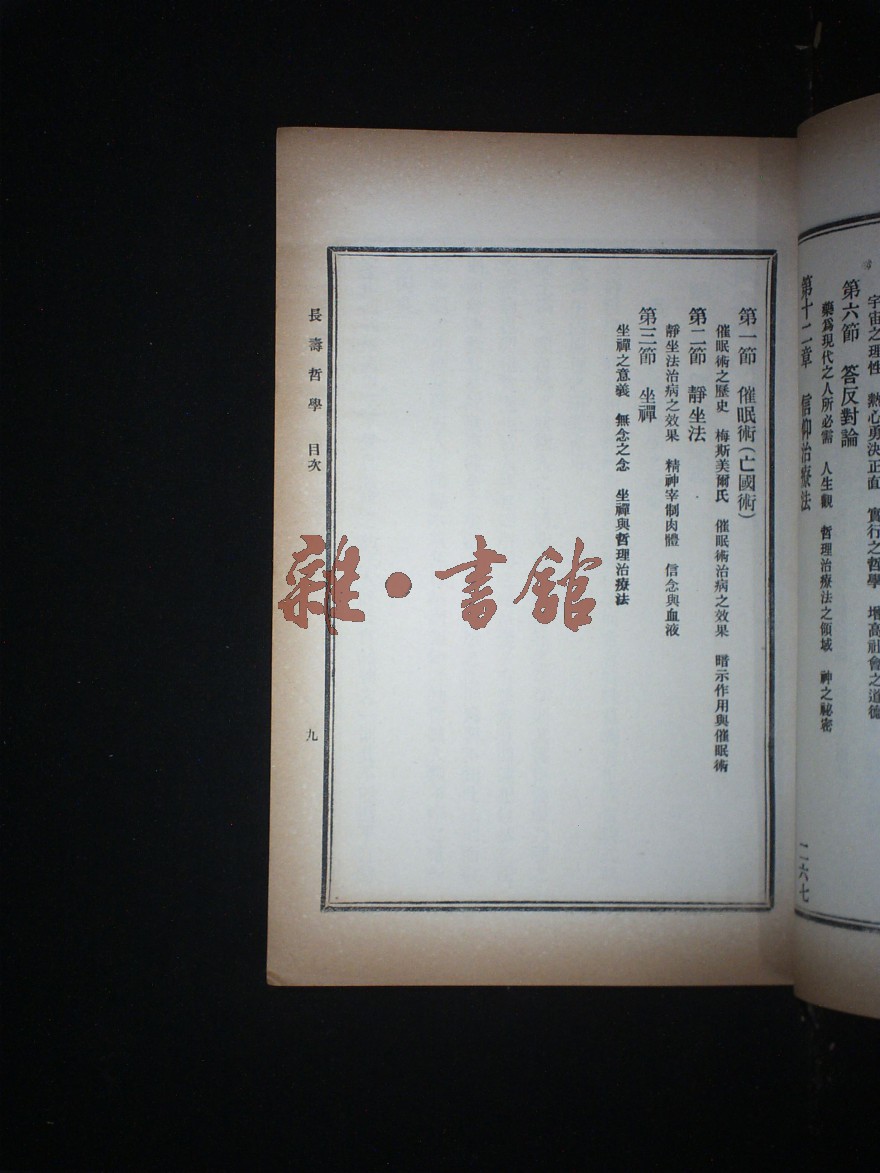 宇宙之理性　熱心勇決正直　實行之哲學　增高社會之道德
第六節　答反對論
藥爲現代之人所必需　人生觀　哲理治療法之領域　神之祕密
第十二章　信仰治療法　二六七
第一節　催眠術(亡國術)
催眠術之歷史　梅斯美爾氏　催眠術治病之效果　暗示作用與催眠術
第二節　靜坐法
靜坐法治病之效果　精神宰制肉體　信念與血液
第三節　坐禪
坐禪之意義　無念之念　坐禪與哲理治療法
長壽哲學　目次
九
雜·書館